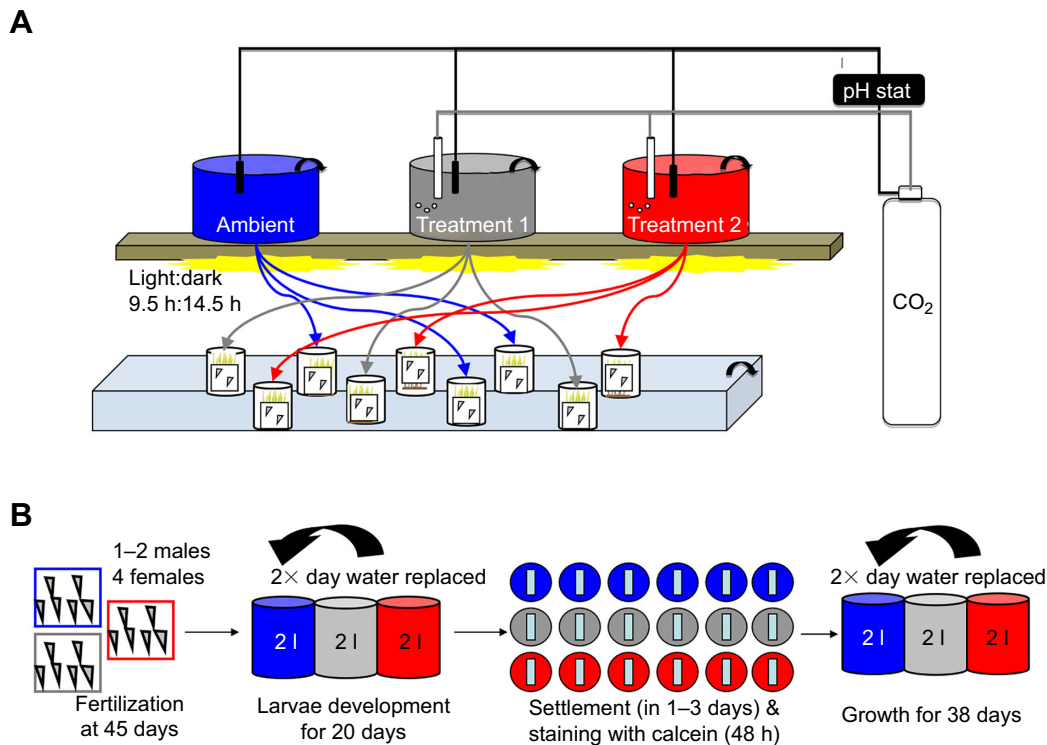 A
pH stat
Ambient
Treatment 1
Treatment 2
Light:dark
9.5 h:14.5 h
CO2
B
1–2 males
4 females
2× day water replaced
2× day water replaced
2 l
2 l
2 l
2 l
2 l
2 l
Fertilization
at 45 days
Larvae development
for 20 days
Settlement (in 1–3 days) &
staining with calcein (48 h)
Growth for 38 days